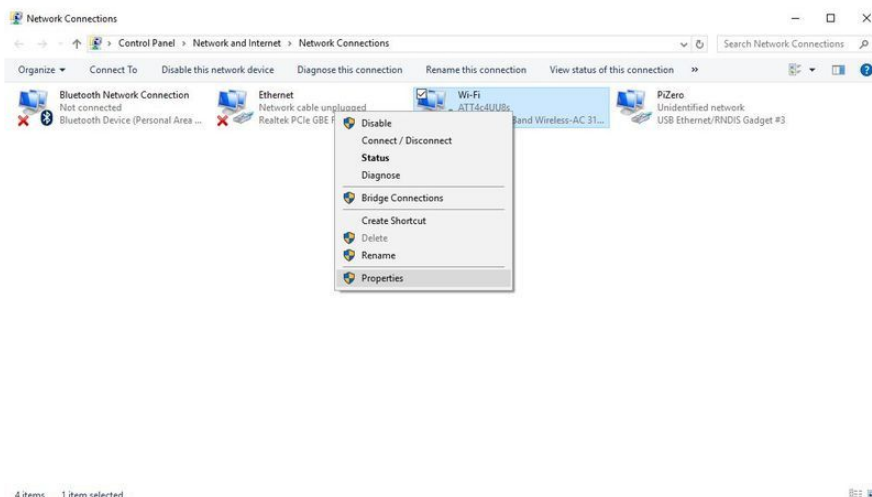 Network Connections
Control Panel › Network and Internet › Network Connections
Search Network Connections
Organize
Connect To
Disable this network device
Diagnose this connection
Rename this connection
View status of this connection
»
Bluetooth Network Connection
Not connected
Bluetooth Device (Personal Area ...
Ethernet
Network cable unplugged
Realtek PCIe GBE F
Wi-Fi
ATT4c4UU8s
Band Wireless-AC 31...
PiZero
Unidentified network
USB Ethernet/RNDIS Gadget #3
Disable
Connect / Disconnect
Status
Diagnose
Bridge Connections
Create Shortcut
Delete
Rename
Properties
4 items
1 item selected